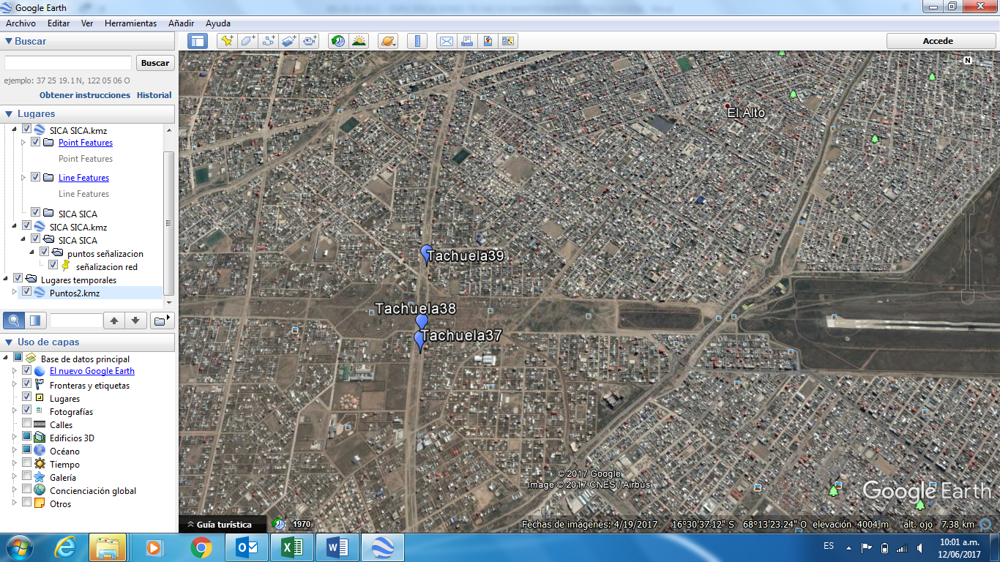 Google Earth
Archivo Editar Ver Herramientas Añadir Ayuda
Buscar
Buscar
ejemplo: 37 25 19.1 N, 122 05 06 O
Obtener instrucciones Historial
Lugares
SICA SICA.kmz
Point Features
Point Features
Line Features
Line Features
SICA SICA
SICA SICA.kmz
SICA SICA
puntos señalizacion
señalizacion red
Lugares temporales
Puntos2.kmz
Uso de capas
Base de datos principal
El nuevo Google Earth
Fronteras y etiquetas
Lugares
Fotografías
Calles
Edificios 3D
Océano
Tiempo
Galería
Concienciación global
Otros
Accede
N
El Alto
Tachuela39
Tachuela38
Tachuela37
© 2017 Google
Image © 2017 CNES / Airbus
Google Earth
Guía turística
1970
Fechas de imágenes: 4/19/2017 16°30'37.12" S 68°13'23.24" O elevación 4004 m alt. ojo 7.38 km
ES
10:01 a.m.
12/06/2017